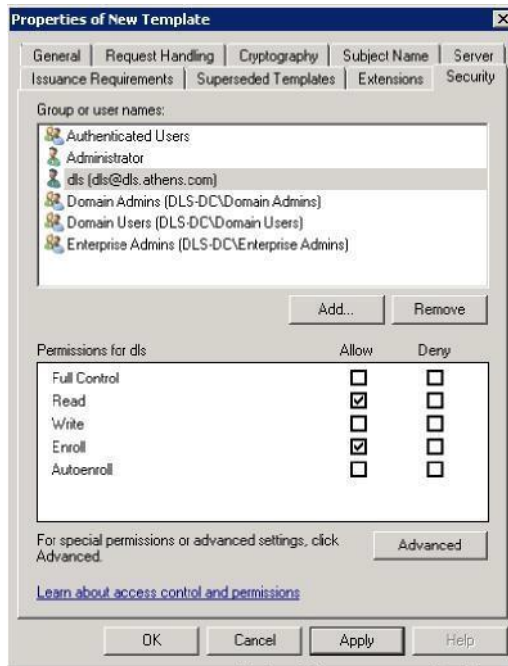 Properties of New Template
General Request Handling Cryptography Subject Name Server
Issuance Requirements Superseded Templates Extensions Security
Group or user names:
Authenticated Users
Administrator
dls (dls@dls.athens.com)
Domain Admins (DLS-DC\Domain Admins)
Domain Users (DLS-DC\Domain Users)
Enterprise Admins (DLS-DC\Enterprise Admins)
Add... Remove
Permissions for dls Allow Deny
Full Control
Read
Write
Enroll
Autoenroll
For special permissions or advanced settings, click
Advanced. Advanced
Learn about access control and permissions
OK Cancel Apply Help